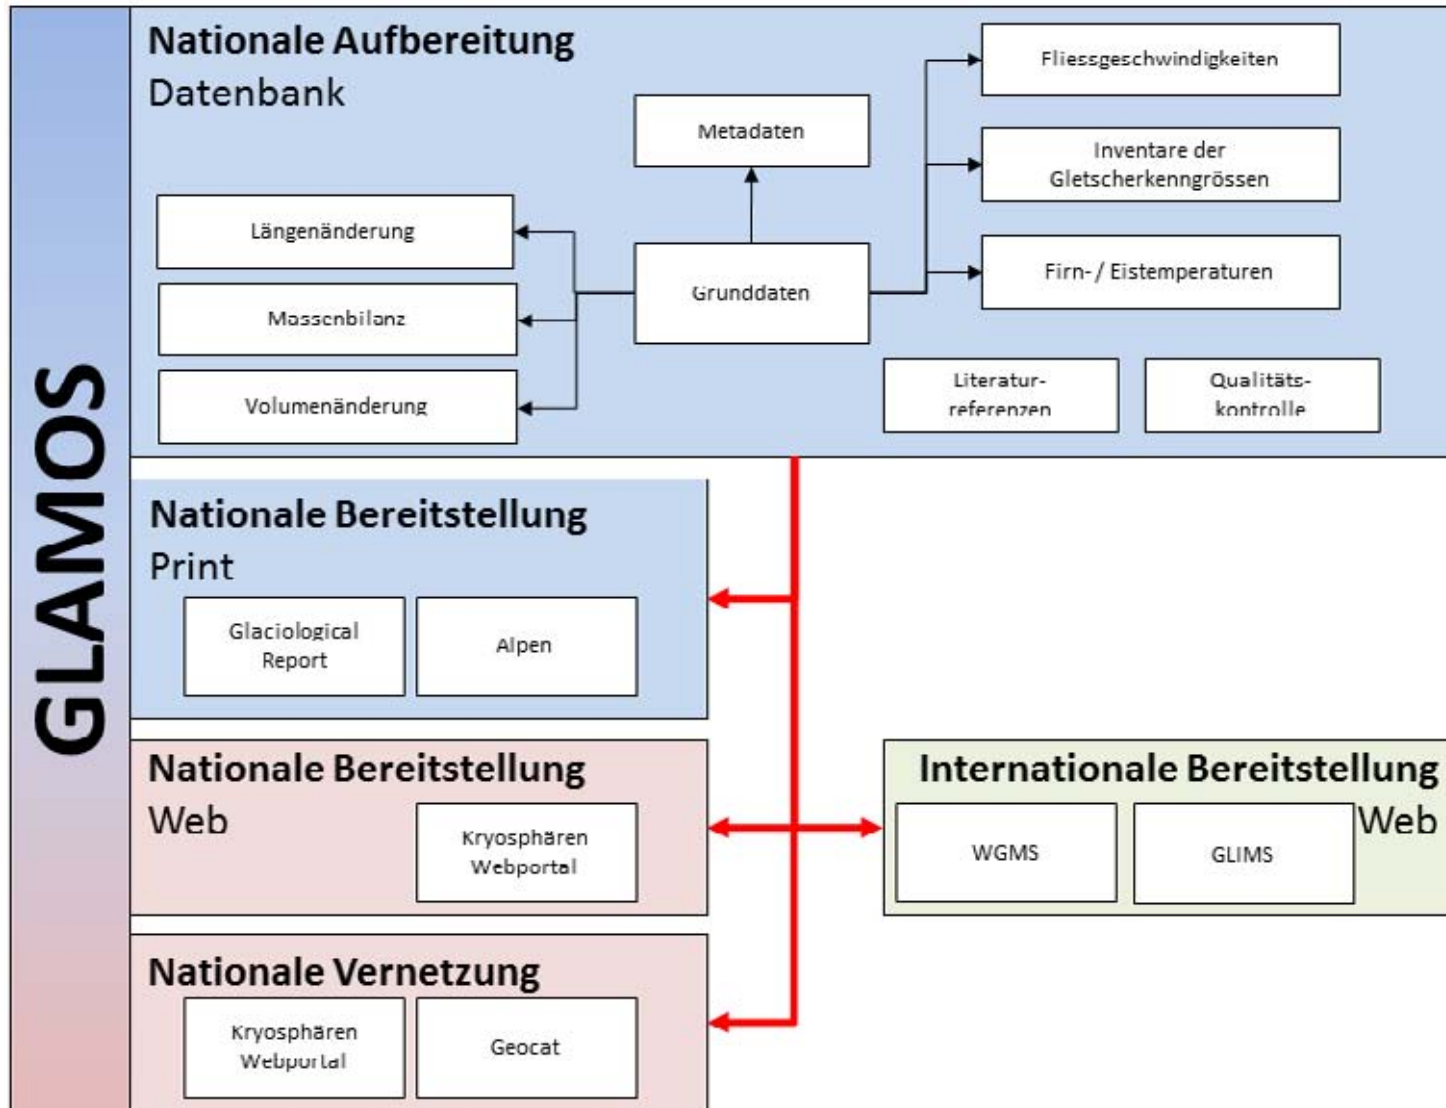 GLAMOS
Nationale Aufbereitung
Datenbank
Metadaten
Fliessgeschwindigkeiten
Inventare der
Gletscherkenngrössen
Längenänderung
Massenbilanz
Volumenänderung
Grunddaten
Firn- / Eistemperaturen
Literatur-
referenzen
Qualitäts-
kontrolle
Nationale Bereitstellung
Print
Glaciological
Report
Alpen
Nationale Bereitstellung
Web
Kryosphären
Webportal
Internationale Bereitstellung
Web
WGMS
GLIMS
Nationale Vernetzung
Kryosphären
Webportal
Geocat